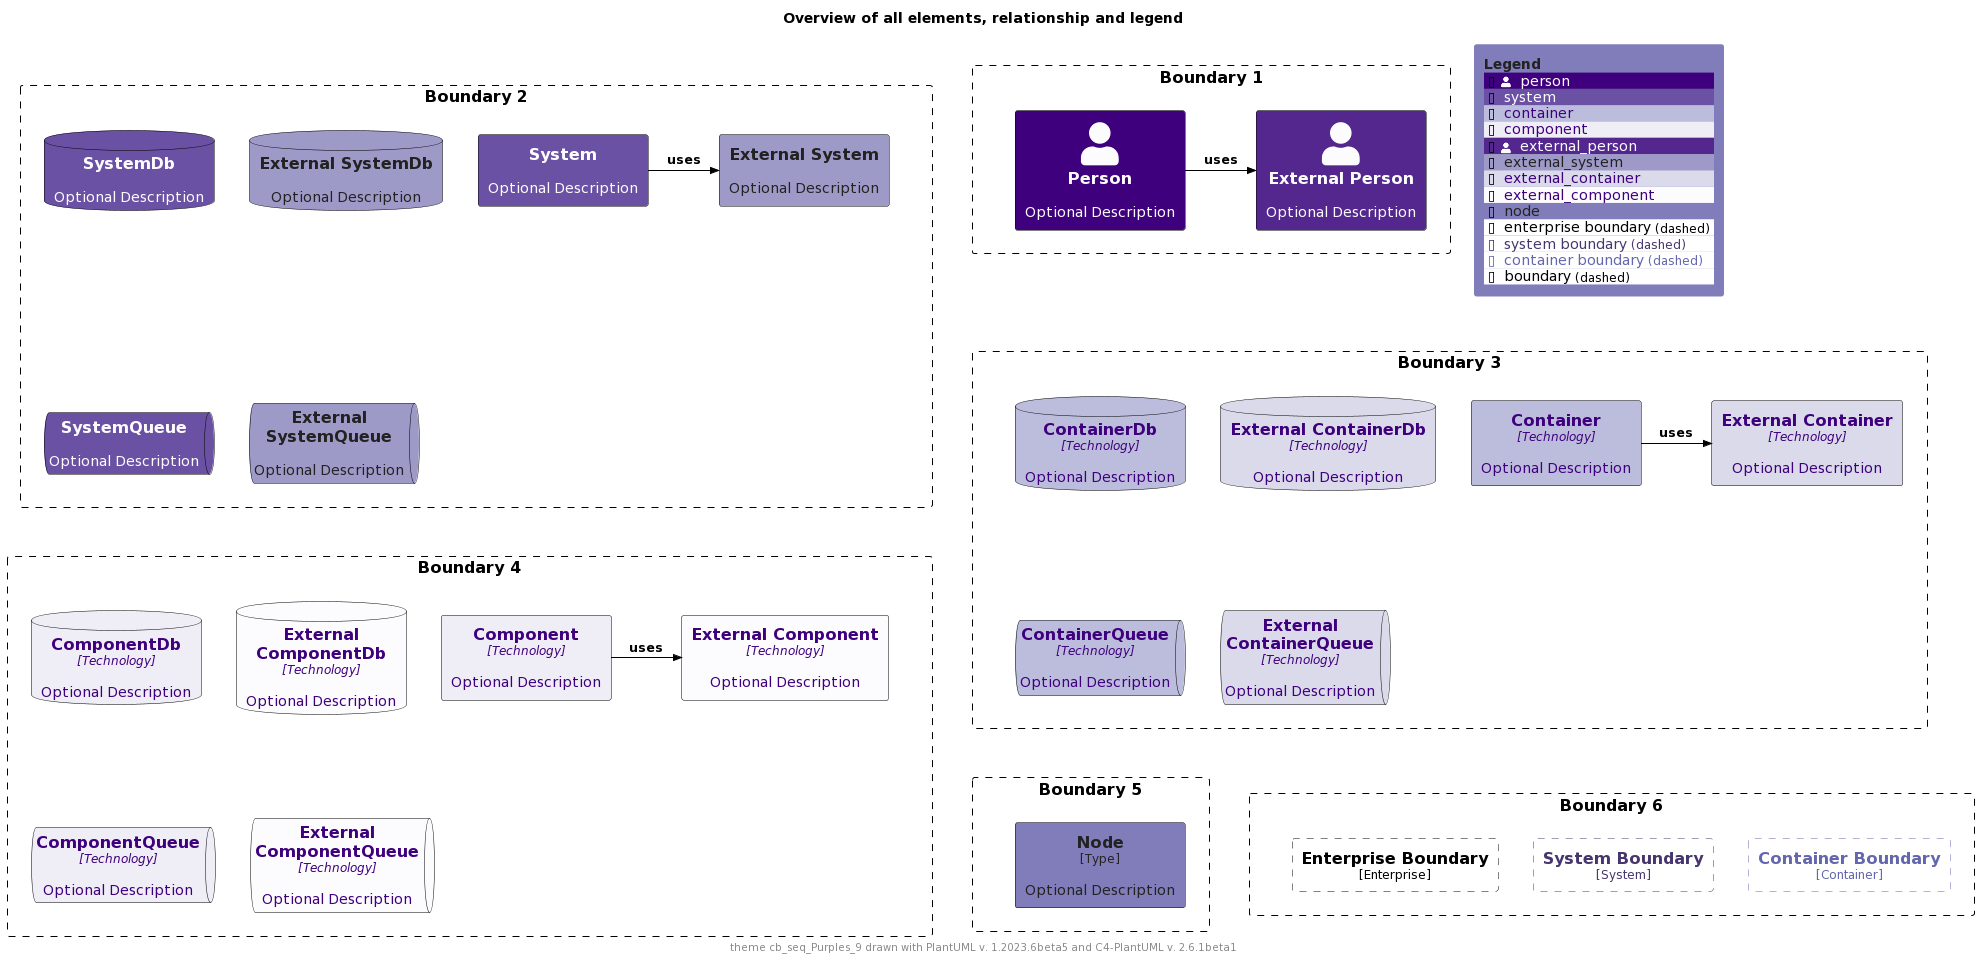 Overview of all elements, relationship and legend
Boundary 2
SystemDb
Optional Description
External SystemDb
Optional Description
System
Optional Description
uses
External System
Optional Description
SystemQueue
Optional Description
External
SystemQueue
Optional Description
Boundary 1
Person
Optional Description
uses
External Person
Optional Description
Legend
person
system
container
component
external_person
external_system
external_container
external_component
node
enterprise boundary (dashed)
system boundary (dashed)
container boundary (dashed)
boundary (dashed)
Boundary 3
ContainerDb
[Technology]
Optional Description
External ContainerDb
[Technology]
Optional Description
Container
[Technology]
Optional Description
uses
External Container
[Technology]
Optional Description
ContainerQueue
[Technology]
Optional Description
External
ContainerQueue
[Technology]
Optional Description
Boundary 4
ComponentDb
[Technology]
Optional Description
External
ComponentDb
[Technology]
Optional Description
Component
[Technology]
Optional Description
uses
External Component
[Technology]
Optional Description
ComponentQueue
[Technology]
Optional Description
External
ComponentQueue
[Technology]
Optional Description
Boundary 5
Node
[Type]
Optional Description
Boundary 6
Enterprise Boundary
[Enterprise]
System Boundary
[System]
Container Boundary
[Container]
theme cb_seq_Purples_9 drawn with PlantUML v. 1.2023.6beta5 and C4-PlantUML v. 2.6.1beta1